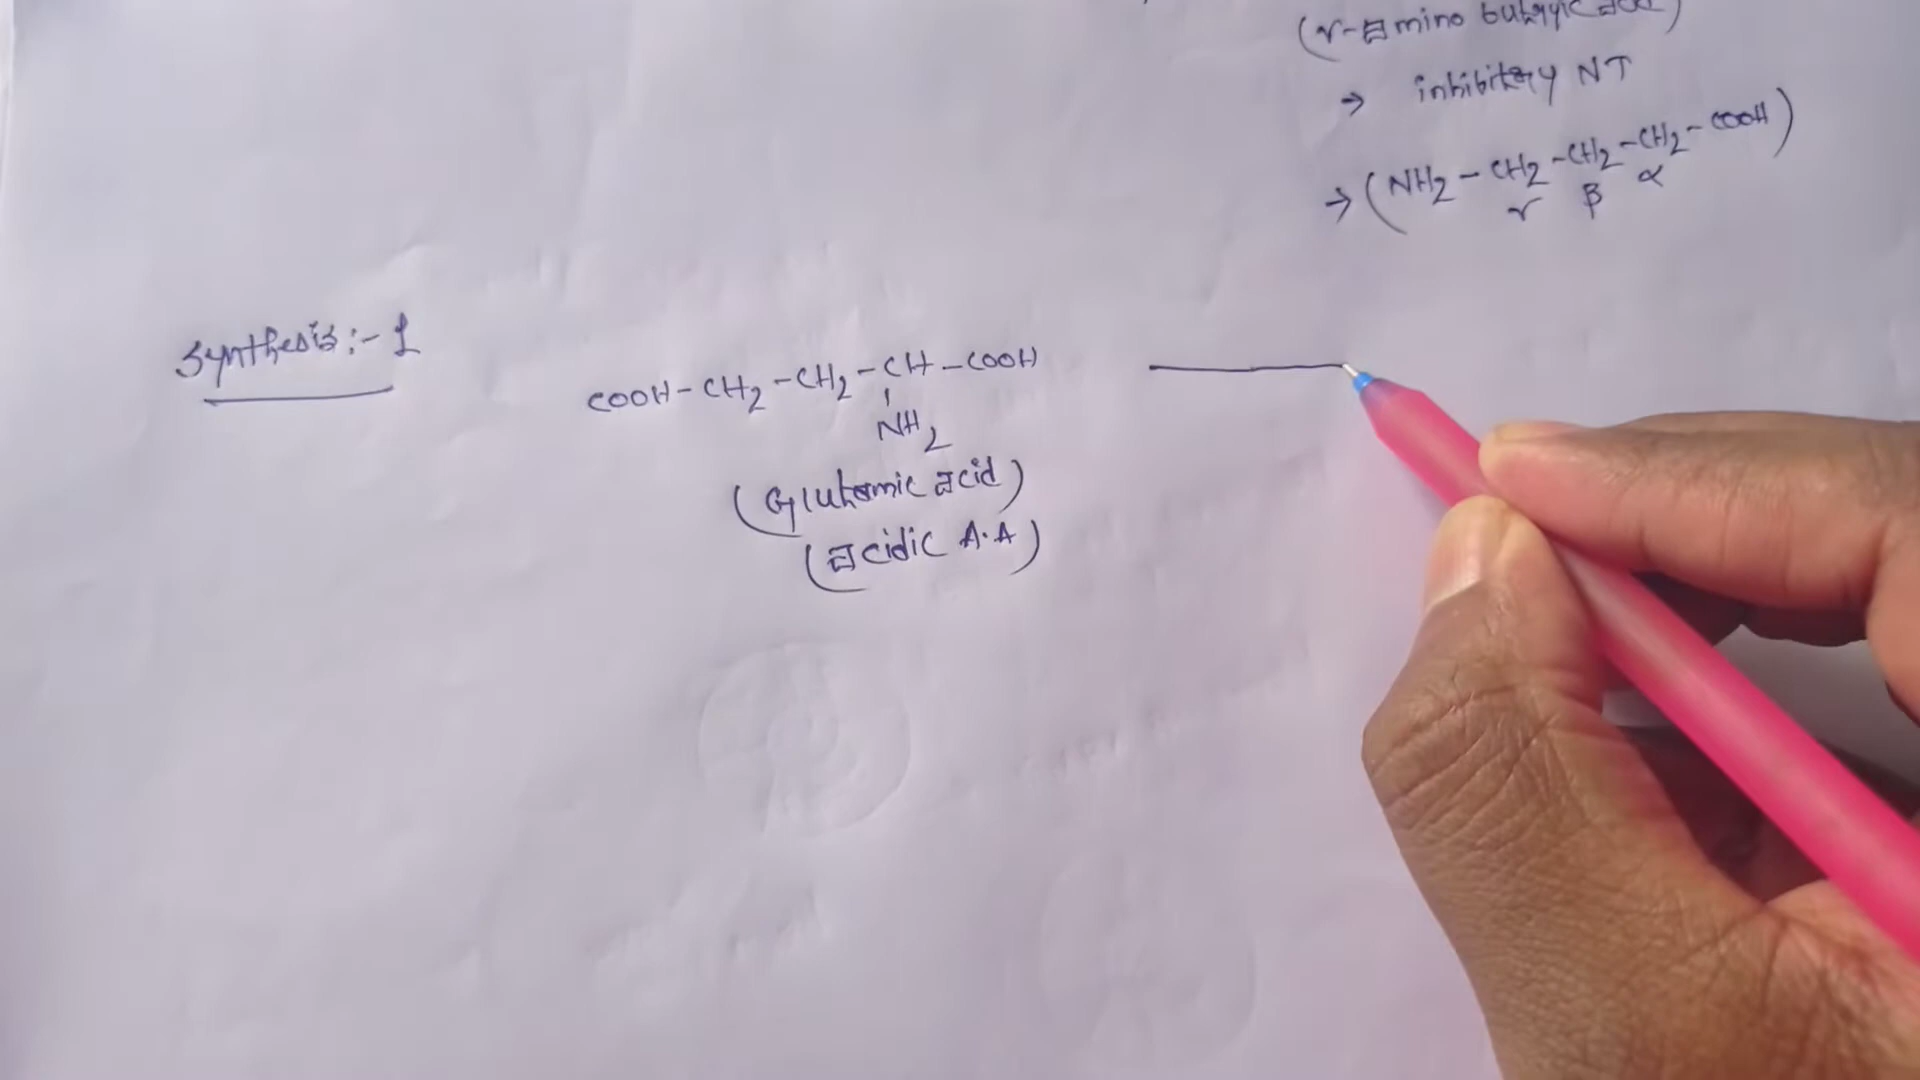 (γ-amino butyric acid)
→ inhibitory NT
→ (NH2 - CH2 - CH2 - CH2 - COOH)
γ β α
Synthesis:- 1
COOH - CH2 - CH2 - CH - COOH
NH2
(Glutamic acid)
(acidic A.A)